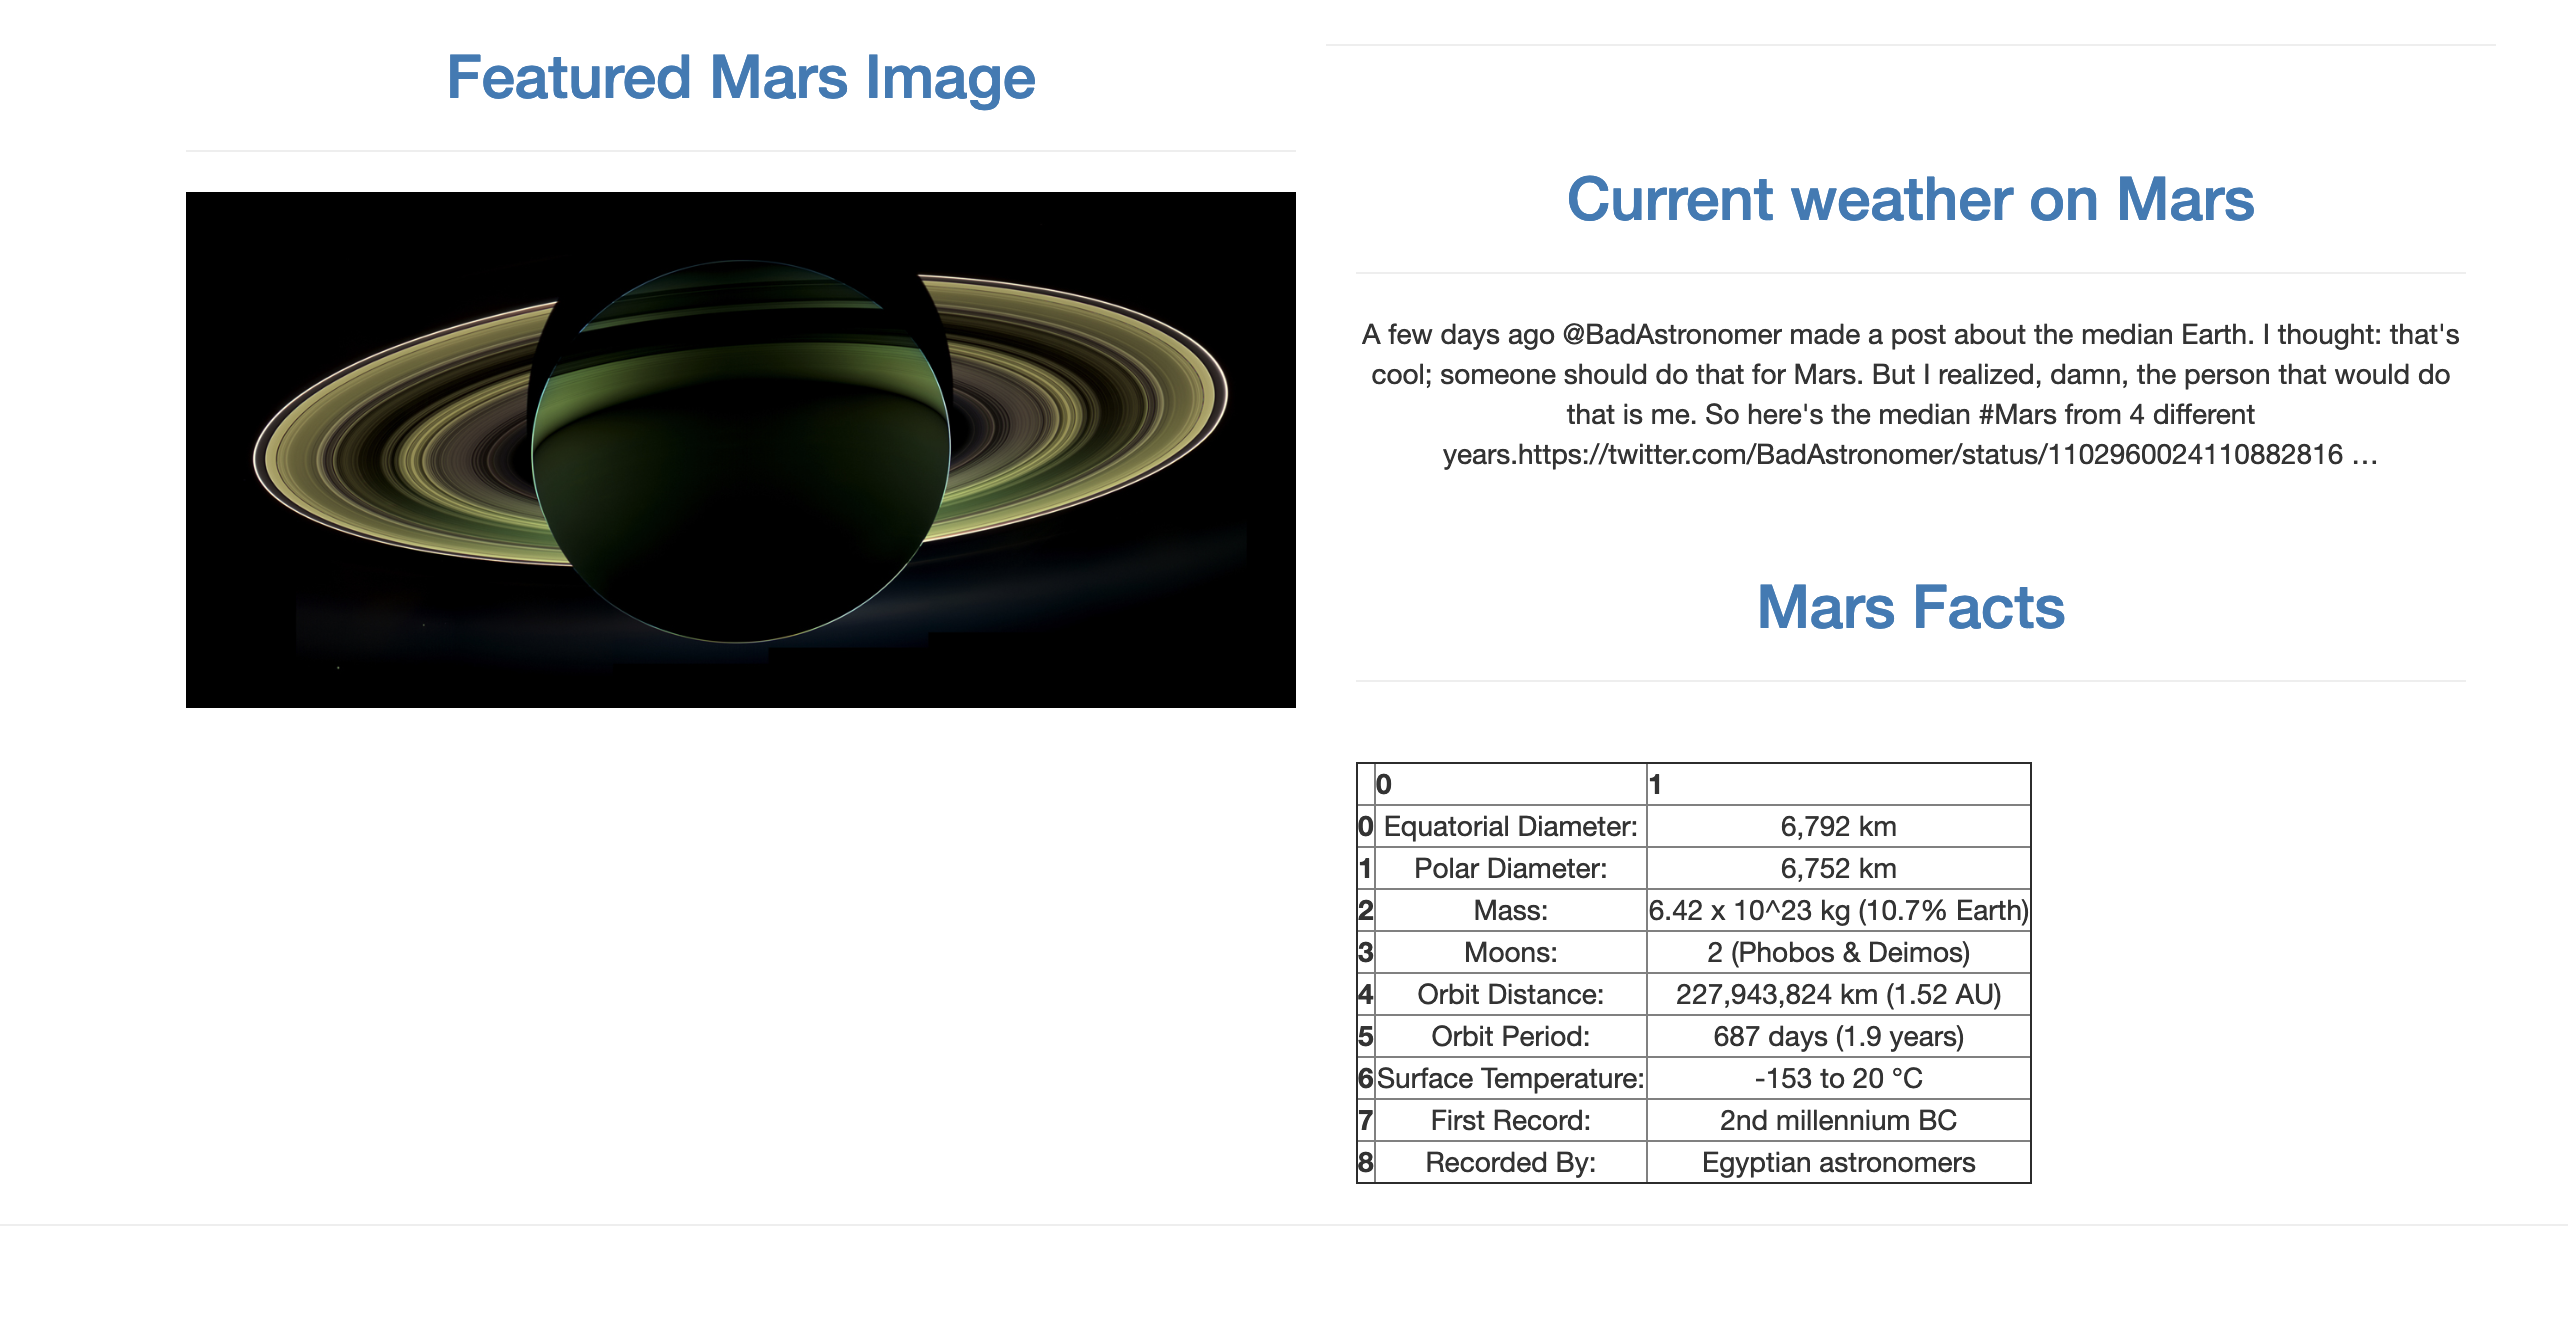 Featured Mars Image
Current weather on Mars
A few days ago @BadAstronomer made a post about the median Earth. I thought: that's
cool; someone should do that for Mars. But I realized, damn, the person that would do
that is me. So here's the median #Mars from 4 different
years.https://twitter.com/BadAstronomer/status/1102960024110882816 …
Mars Facts
0 1
0 Equatorial Diameter: 6,792 km
1 Polar Diameter: 6,752 km
2 Mass: 6.42 x 10^23 kg (10.7% Earth)
3 Moons: 2 (Phobos & Deimos)
4 Orbit Distance: 227,943,824 km (1.52 AU)
5 Orbit Period: 687 days (1.9 years)
6 Surface Temperature: -153 to 20 °C
7 First Record: 2nd millennium BC
8 Recorded By: Egyptian astronomers